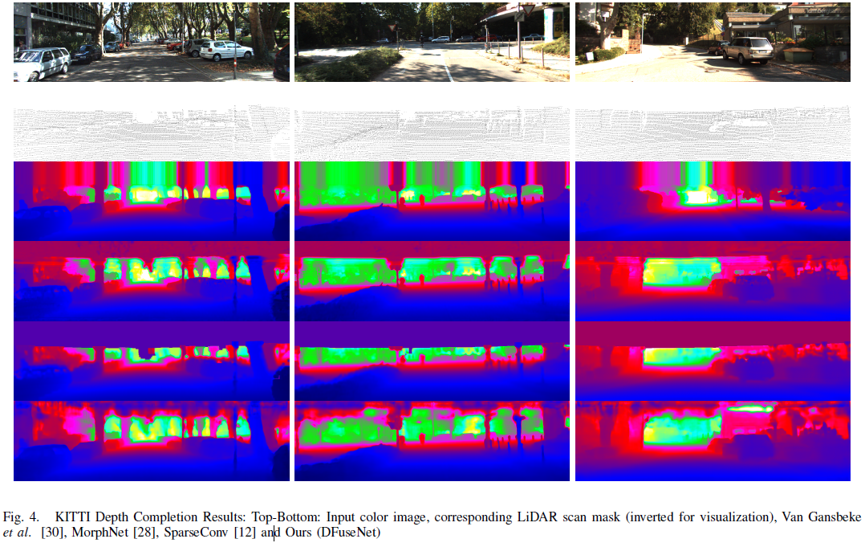 Fig. 4. KITTI Depth Completion Results: Top-Bottom: Input color image, corresponding LiDAR scan mask (inverted for visualization), Van Gansbeke
et al. [30], MorphNet [28], SparseConv [12] and Ours (DFuseNet)